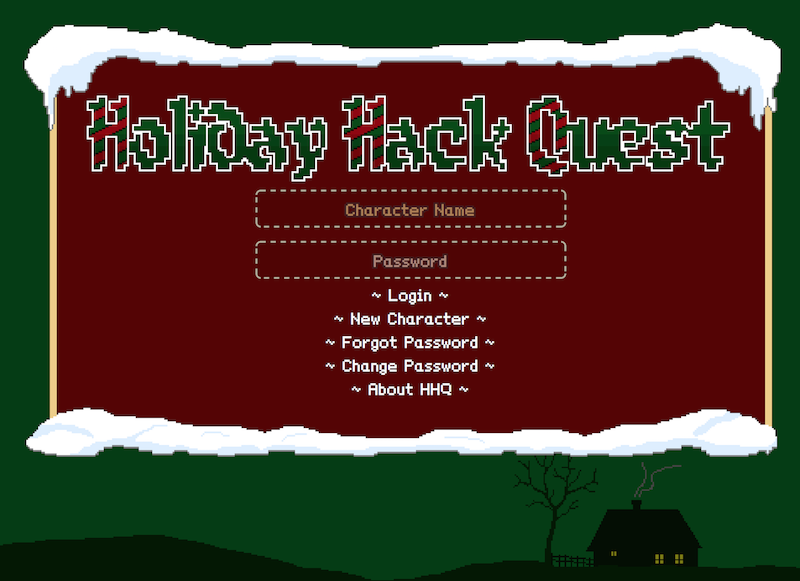 Holiday Hack Quest
Character Name
Password
~ Login ~
~ New Character ~
~ Forgot Password ~
~ Change Password ~
~ About HHQ ~